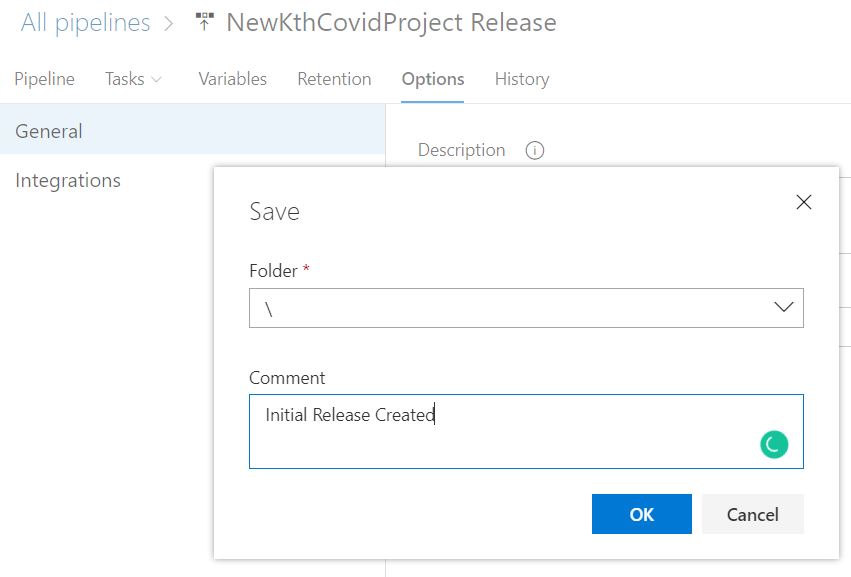 All pipelines > NewKthCovidProject Release
Pipeline Tasks Variables Retention Options History
General
Description i
Integrations
Save
Folder *
\
Comment
Initial Release Created
OK Cancel